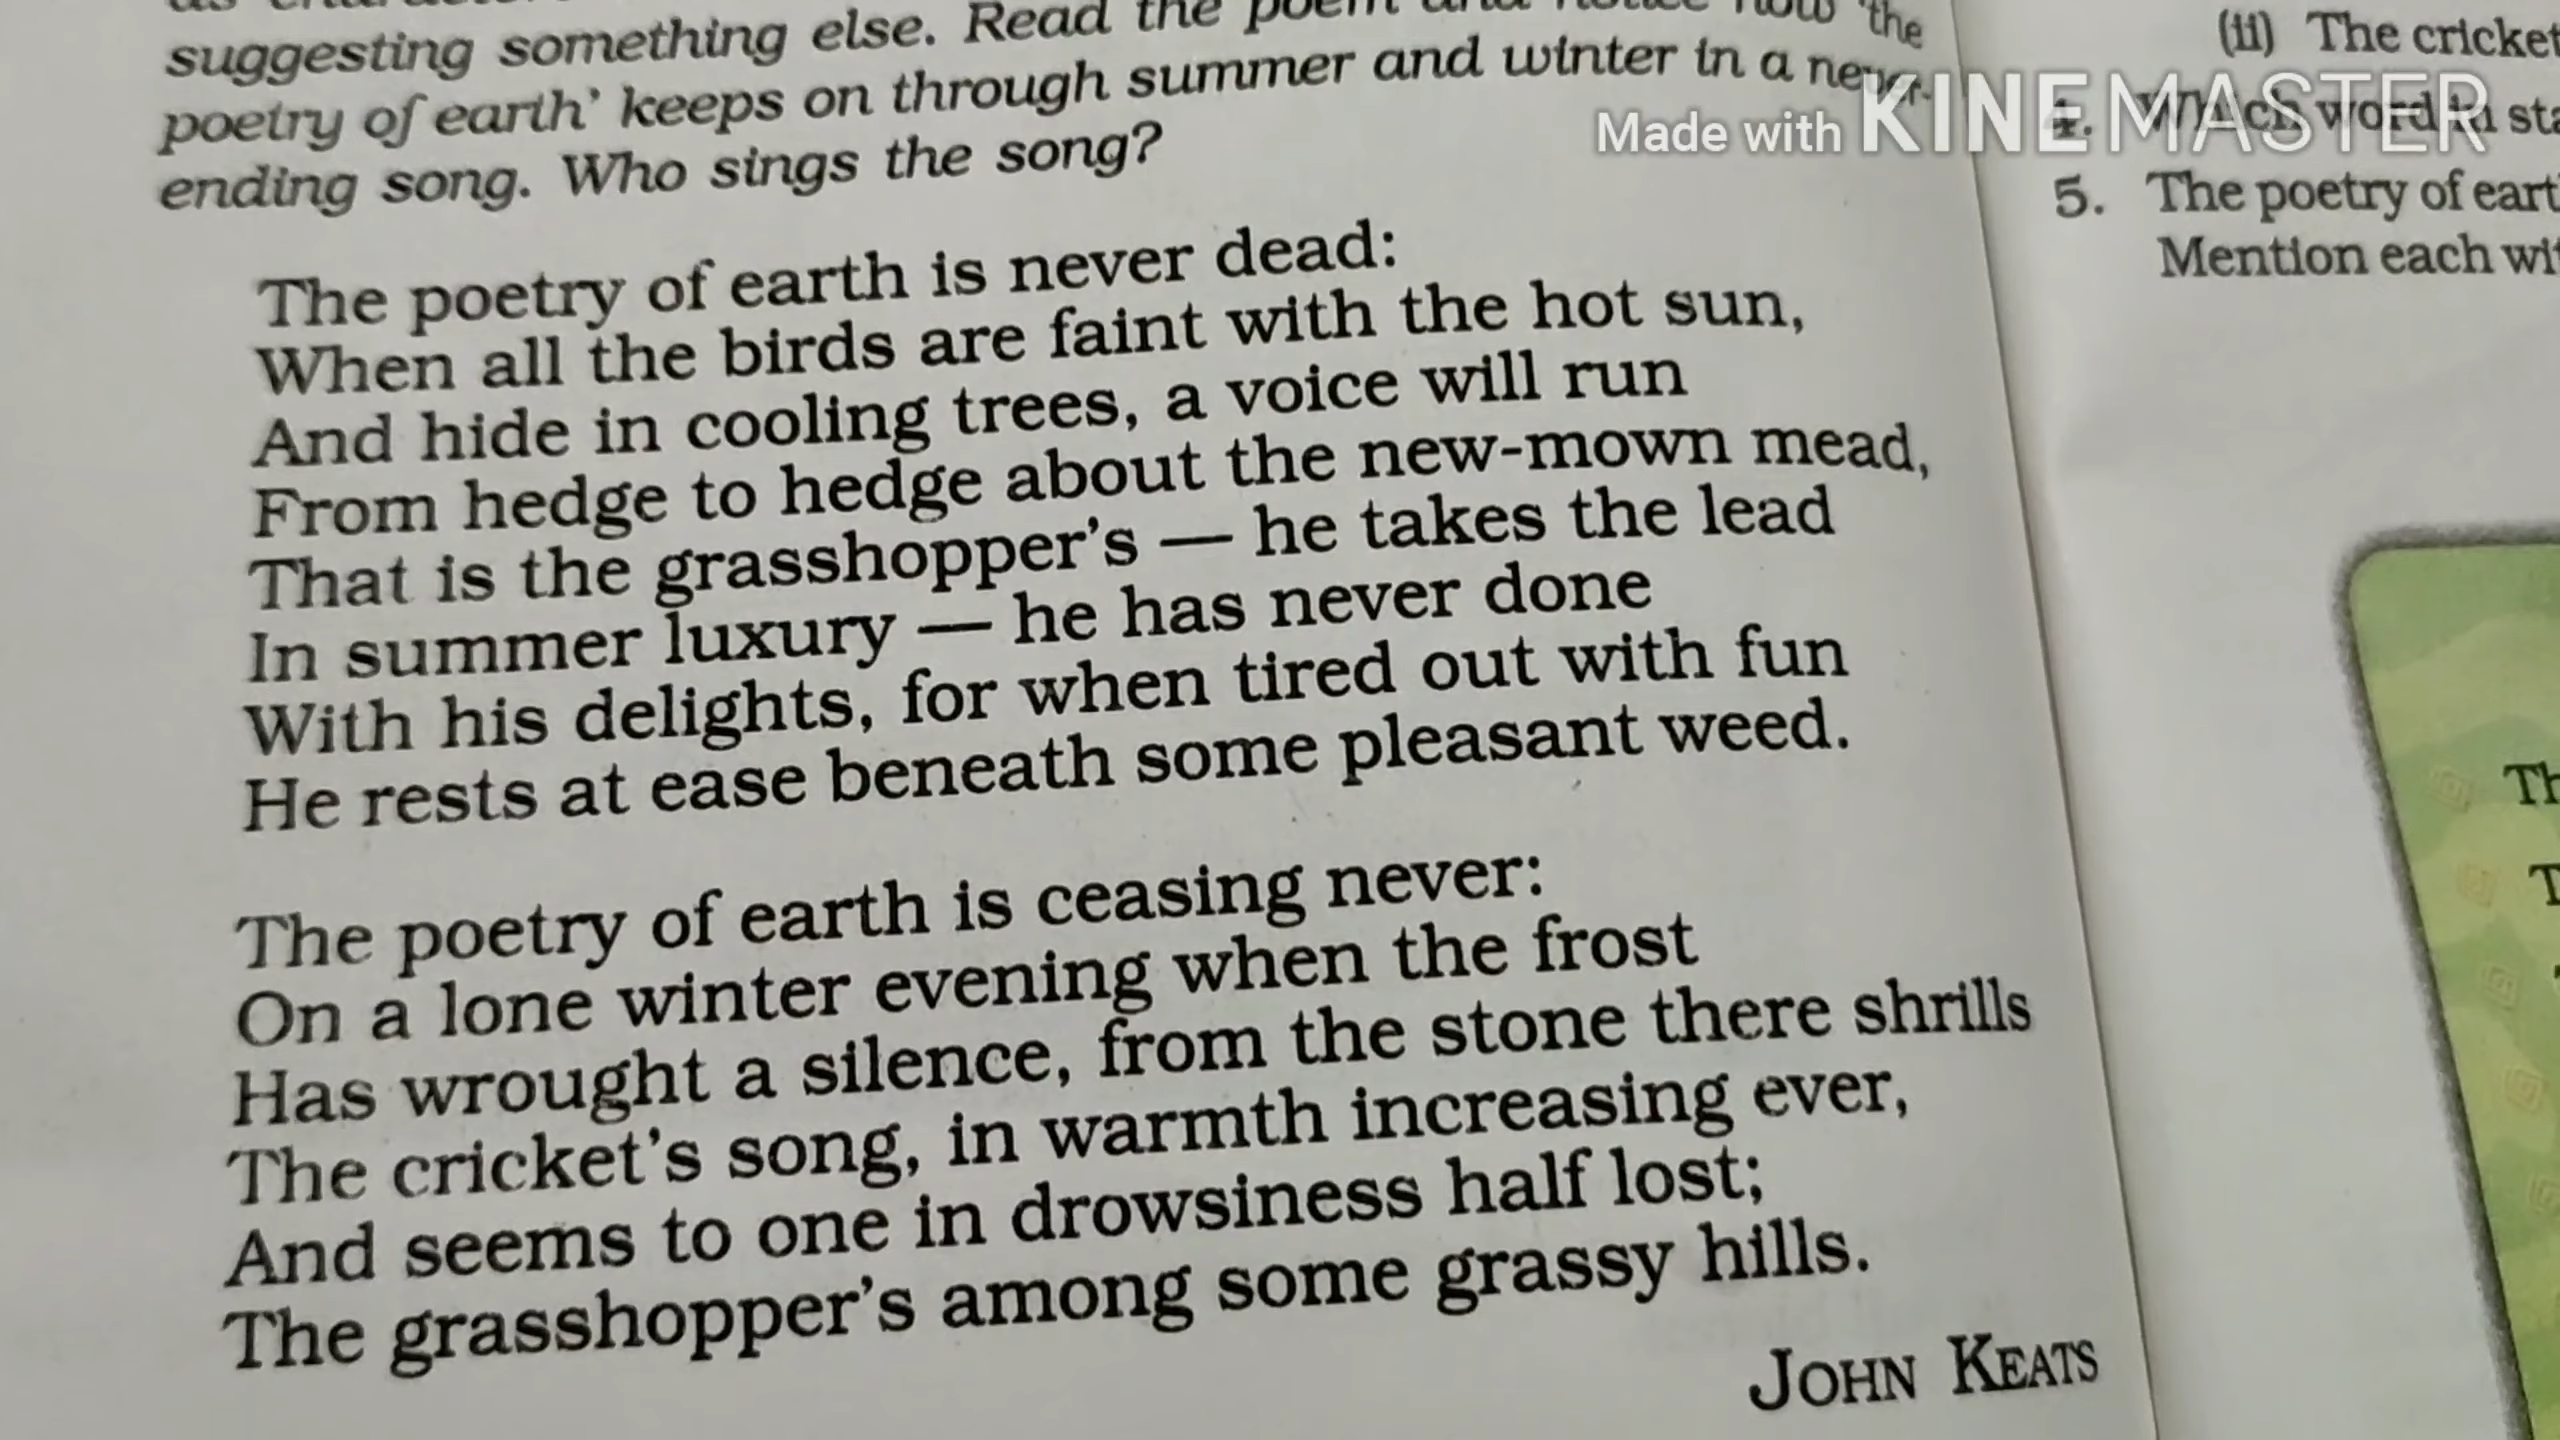 suggesting something else. Read the poem and notice how 'the
poetry of earth' keeps on through summer and winter in a never-
ending song. Who sings the song?
The poetry of earth is never dead:
When all the birds are faint with the hot sun,
And hide in cooling trees, a voice will run
From hedge to hedge about the new-mown mead,
That is the grasshopper's — he takes the lead
In summer luxury — he has never done
With his delights, for when tired out with fun
He rests at ease beneath some pleasant weed.
The poetry of earth is ceasing never:
On a lone winter evening when the frost
Has wrought a silence, from the stone there shrills
The cricket's song, in warmth increasing ever,
And seems to one in drowsiness half lost;
The grasshopper's among some grassy hills.
JOHN KEATS
(ii) The cricket
4. Which word in sta
5. The poetry of eart
Mention each wit
Th
T
Made with KINEMASTER